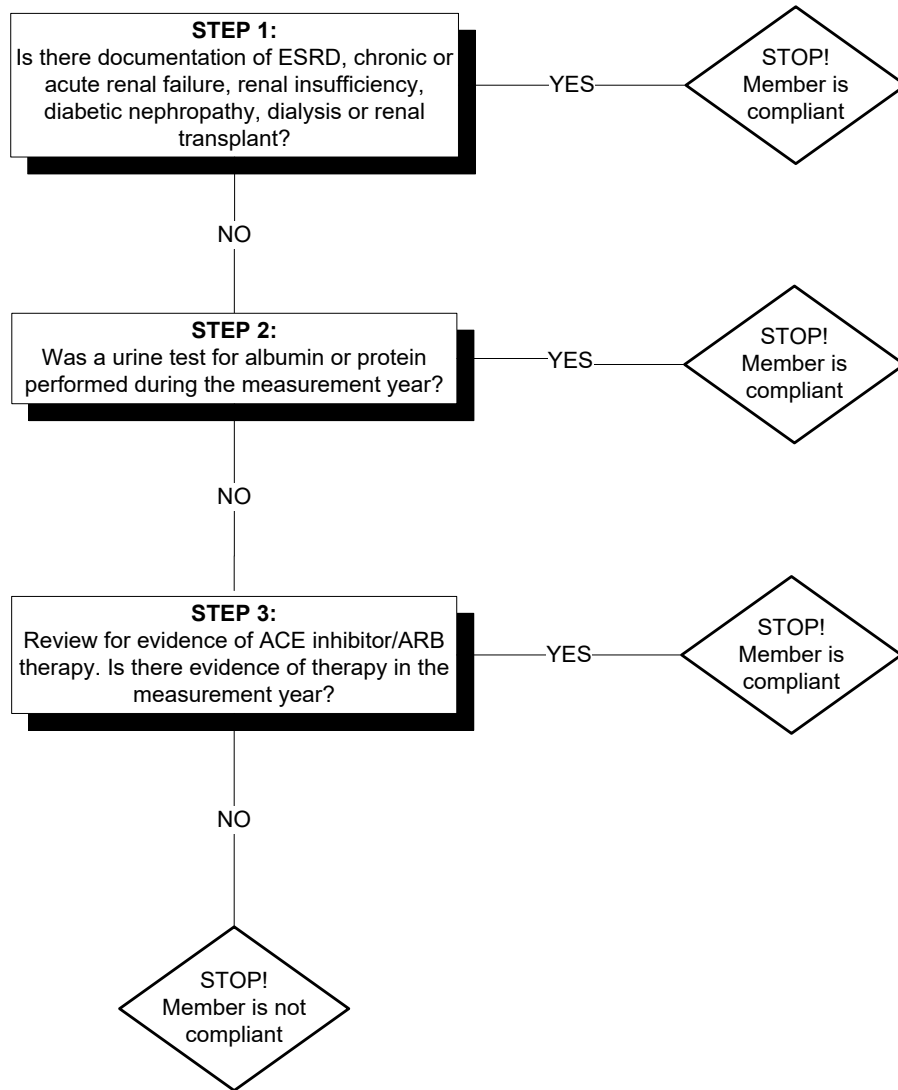 STEP 1:
Is there documentation of ESRD, chronic or
acute renal failure, renal insufficiency,
diabetic nephropathy, dialysis or renal
transplant?
YES
STOP!
Member is
compliant
NO
STEP 2:
Was a urine test for albumin or protein
performed during the measurement year?
YES
STOP!
Member is
compliant
NO
STEP 3:
Review for evidence of ACE inhibitor/ARB
therapy. Is there evidence of therapy in the
measurement year?
YES
STOP!
Member is
compliant
NO
STOP!
Member is not
compliant